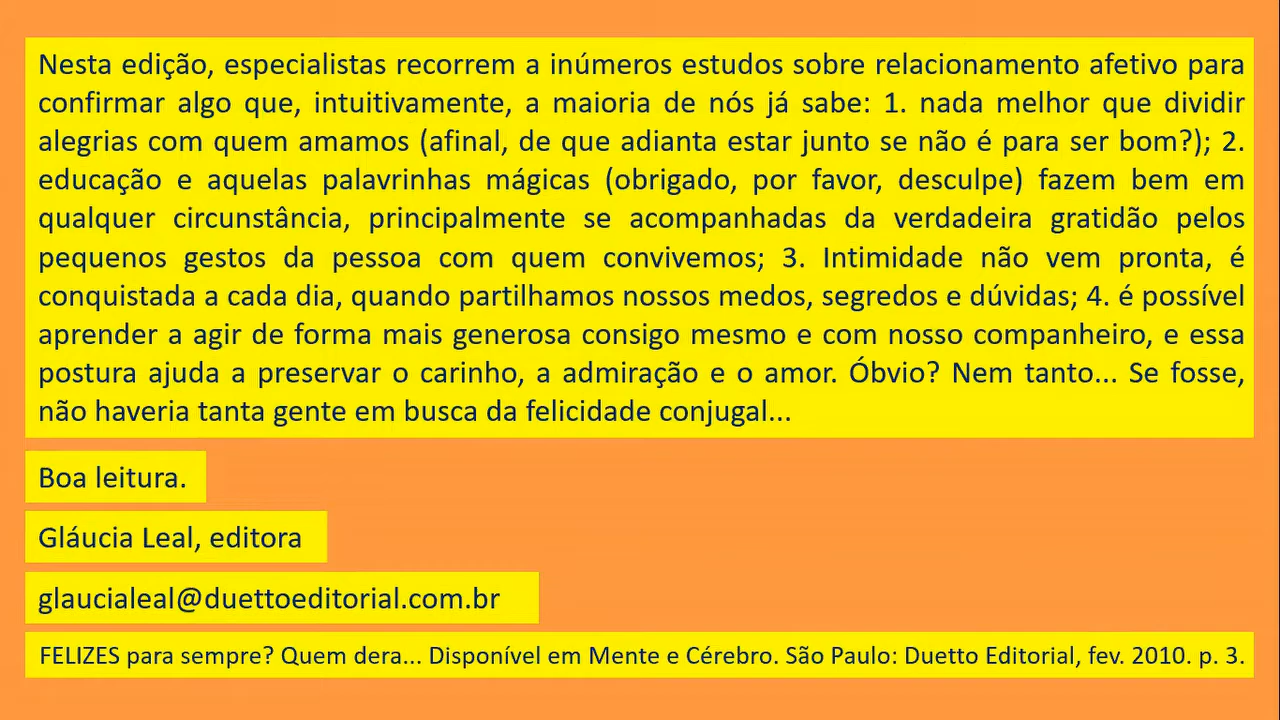 Nesta edição, especialistas recorrem a inúmeros estudos sobre relacionamento afetivo para
confirmar algo que, intuitivamente, a maioria de nós já sabe: 1. nada melhor que dividir
alegrias com quem amamos (afinal, de que adianta estar junto se não é para ser bom?); 2.
educação e aquelas palavrinhas mágicas (obrigado, por favor, desculpe) fazem bem em
qualquer circunstância, principalmente se acompanhadas da verdadeira gratidão pelos
pequenos gestos da pessoa com quem convivemos; 3. Intimidade não vem pronta, é
conquistada a cada dia, quando partilhamos nossos medos, segredos e dúvidas; 4. é possível
aprender a agir de forma mais generosa consigo mesmo e com nosso companheiro, e essa
postura ajuda a preservar o carinho, a admiração e o amor. Óbvio? Nem tanto... Se fosse,
não haveria tanta gente em busca da felicidade conjugal...
Boa leitura.
Gláucia Leal, editora
glaucialeal@duettoeditorial.com.br
FELIZES para sempre? Quem dera... Disponível em Mente e Cérebro. São Paulo: Duetto Editorial, fev. 2010. p. 3.